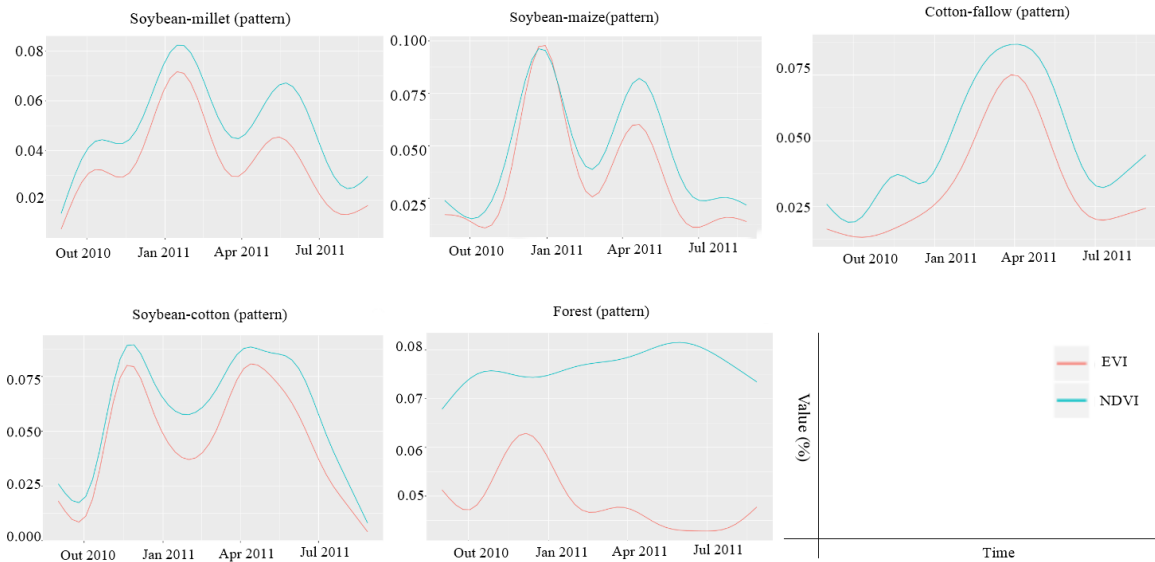 Soybean-millet (pattern)
0.08
0.06
0.04
0.02
Out 2010 Jan 2011 Apr 2011 Jul 2011
Soybean-maize(pattern)
0.100
0.075
0.050
0.025
Out 2010 Jan 2011 Apr 2011 Jul 2011
Cotton-fallow (pattern)
0.075
0.050
0.025
Out 2010 Jan 2011 Apr 2011 Jul 2011
Soybean-cotton (pattern)
0.075
0.050
0.025
0.000
Out 2010 Jan 2011 Apr 2011 Jul 2011
Forest (pattern)
0.08
0.07
0.06
0.05
Out 2010 Jan 2011 Apr 2011 Jul 2011
EVI
NDVI
Value (%)
Time